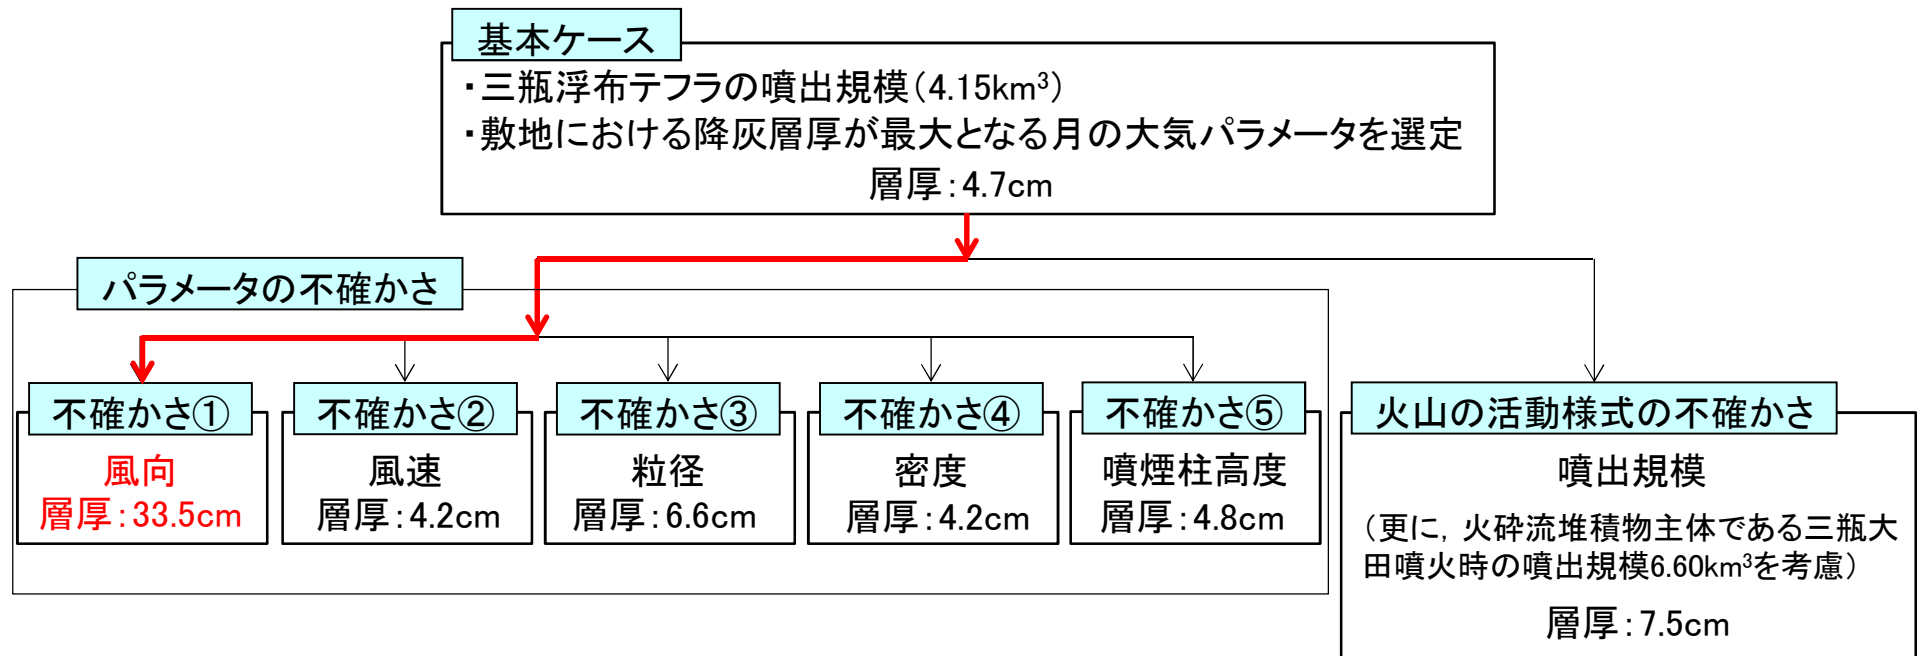 基本ケース
・三瓶浮布テフラの噴出規模(4.15km³)
・敷地における降灰層厚が最大となる月の大気パラメータを選定
層厚:4.7cm
パラメータの不確かさ
不確かさ①
風向
層厚:33.5cm
不確かさ②
風速
層厚:4.2cm
不確かさ③
粒径
層厚:6.6cm
不確かさ④
密度
層厚:4.2cm
不確かさ⑤
噴煙柱高度
層厚:4.8cm
火山の活動様式の不確かさ
噴出規模
(更に,火砕流堆積物主体である三瓶大
田噴火時の噴出規模6.60km³を考慮)
層厚:7.5cm